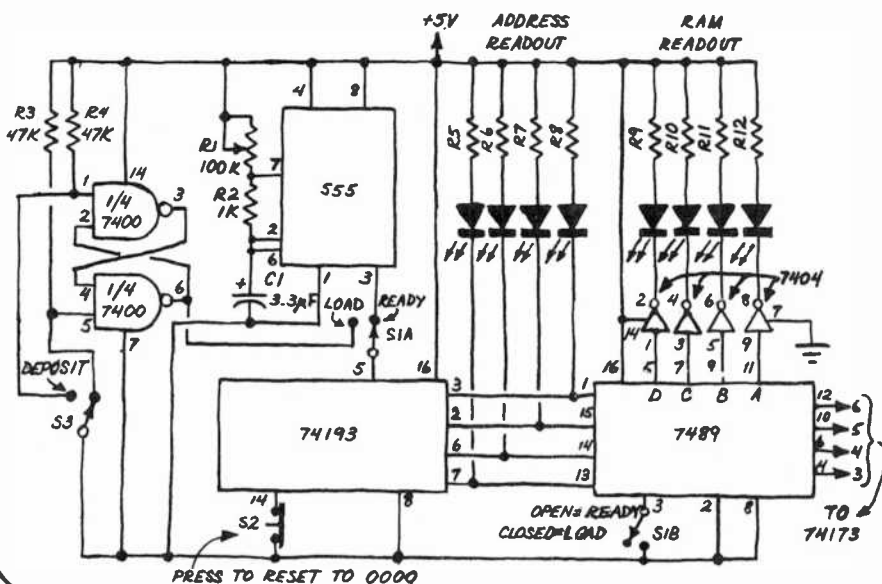 +5V
ADDRESS
READOUT
RAM
READOUT
R3
47K
R4
47K
14
1
2
1/4
7400
3
4
5
1/4
7400
6
7
DEPOSIT
S3
4
8
R1
100K
7
R2
1K
2
6
555
C1
1
3
+
3.3µF
LOAD
READY
S1A
R5
R6
R7
R8
R9
R10
R11
R12
7404
2
4
6
8
7
14
1
3
5
9
5
7
9
11
16
5
16
D
C
B
A
74193
3
2
6
7
1
15
14
13
7489
12
10
4
6
5
4
3
TO
74173
14
8
S2
OPEN=READY
CLOSED=LOAD
3
S1B
2
8
PRESS TO RESET TO 0000